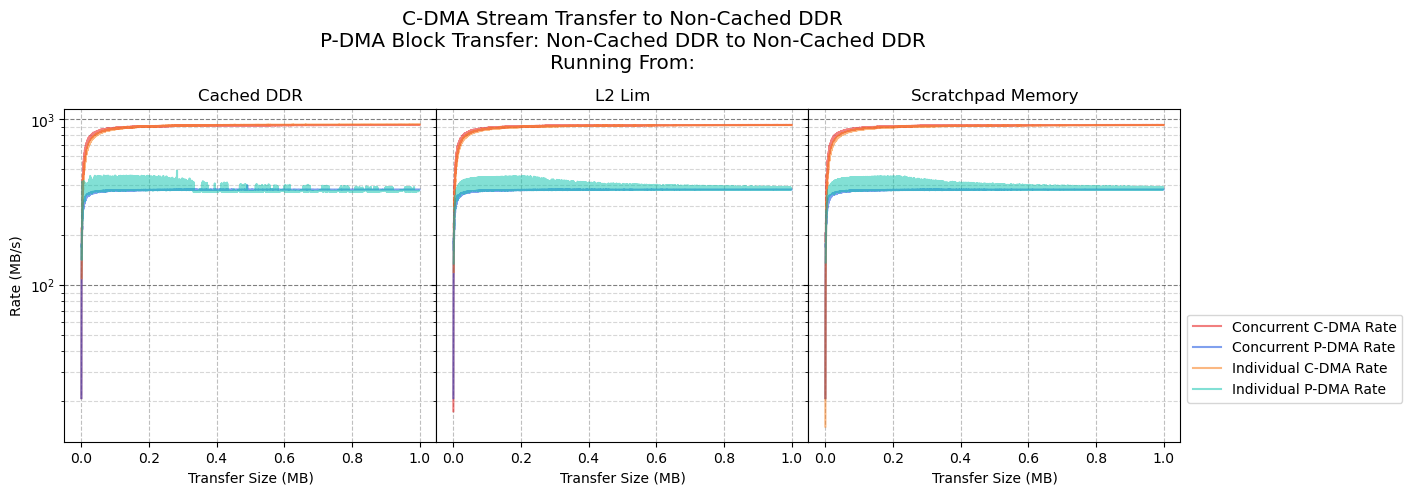 C-DMA Stream Transfer to Non-Cached DDR
P-DMA Block Transfer: Non-Cached DDR to Non-Cached DDR
Running From:
Cached DDR
L2 Lim
Scratchpad Memory
Rate (MB/s)
10³
10²
0.0 0.2 0.4 0.6 0.8 1.0
0.0 0.2 0.4 0.6 0.8 1.0
0.0 0.2 0.4 0.6 0.8 1.0
Transfer Size (MB)
Transfer Size (MB)
Transfer Size (MB)
Concurrent C-DMA Rate
Concurrent P-DMA Rate
Individual C-DMA Rate
Individual P-DMA Rate